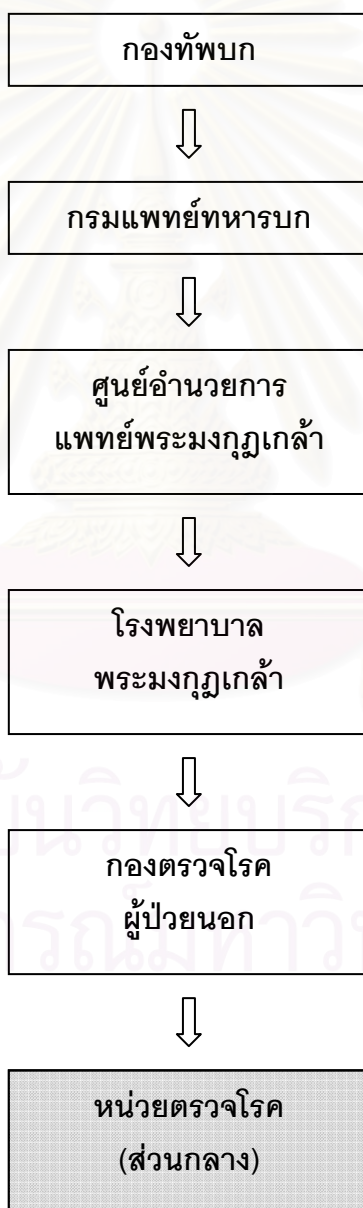 กองทัพบก
กรมแพทย์ทหารบก
ศูนย์อำนวยการ
แพทย์พระมงกุฎเกล้า
โรงพยาบาล
พระมงกุฎเกล้า
กองตรวจโรค
ผู้ป่วยนอก
หน่วยตรวจโรค
(ส่วนกลาง)